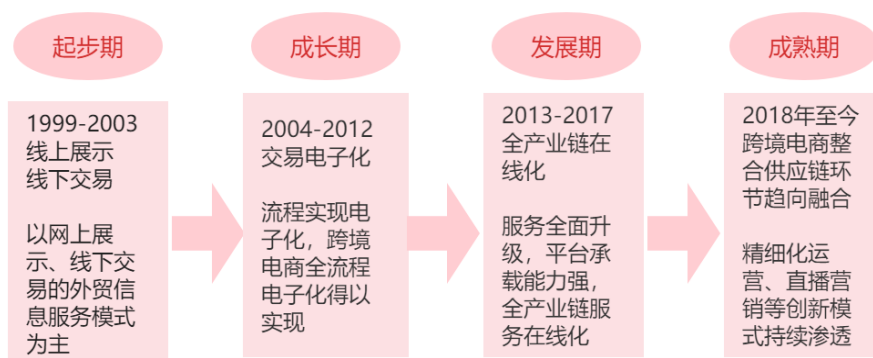 起步期
1999-2003
线上展示
线下交易
以网上展
示、线下交
易的外贸信
息服务模式
为主
成长期
2004-2012
交易电子化
流程实现电
子化，跨境
电商全流程
电子化得以
实现
发展期
2013-2017
全产业链在
线化
服务全面升
级，平台承
载能力强，
全产业链服
务在线化
成熟期
2018年至今
跨境电商整
合供应链环
节趋向融合
精细化运
营、直播营
销等创新模
式持续渗透